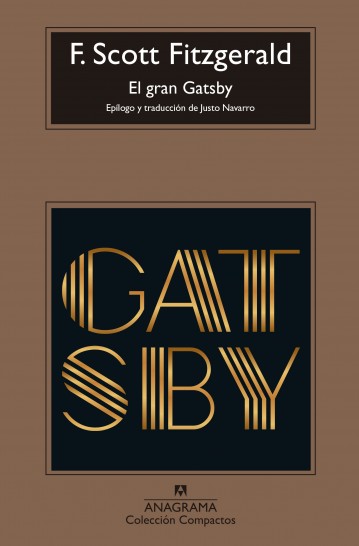 F. Scott Fitzgerald
El gran Gatsby
Epílogo y traducción de Justo Navarro
GAT
SBY
ANAGRAMA
Colección Compactos